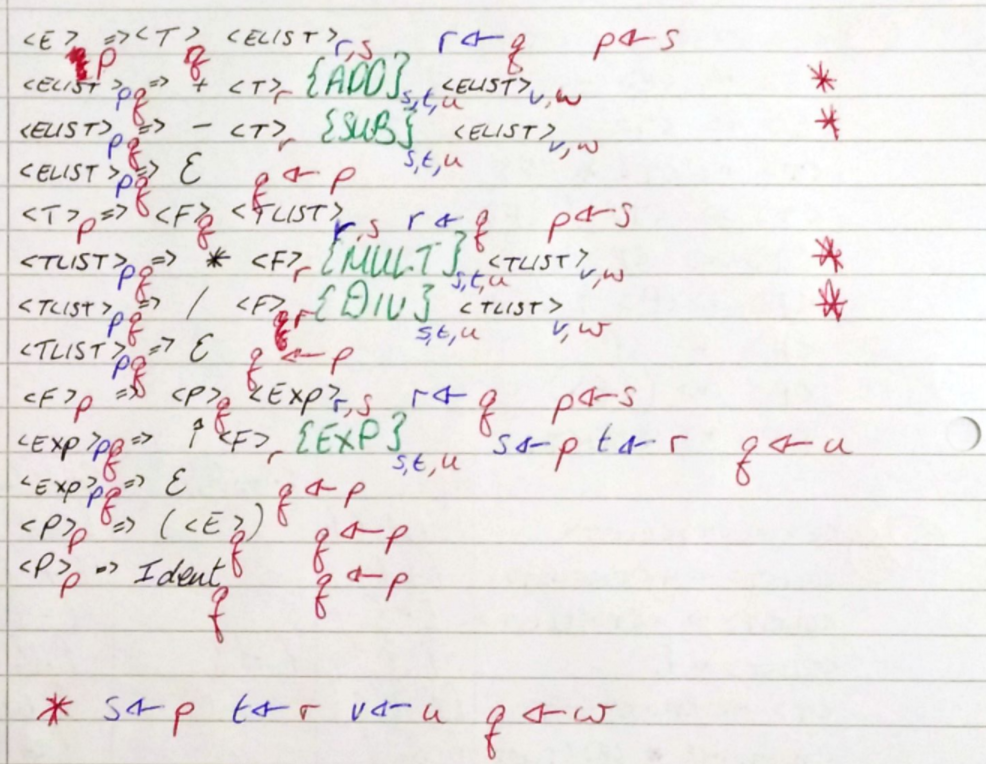 <E>p => <T>q <ELIST>r,s r ← q p ← s
<ELIST>p,q => + <T>r {ADD}s,t,u <ELIST>v,w *
<ELIST>p,q => - <T>r {SUB}s,t,u <ELIST>v,w *
<ELIST>p,q => ε q ← p
<T>p => <F>q <TLIST>r,s r ← q p ← s
<TLIST>p,q => * <F>r {MULT}s,t,u <TLIST>v,w *
<TLIST>p,q => / <F>r {DIV}s,t,u <TLIST>v,w *
<TLIST>p,q => ε q ← p
<F>p => <P>q <EXP>r,s r ← q p ← s
<EXP>p,q => ↑ <F>r {EXP}s,t,u s ← p t ← r q ← u
<EXP>p,q => ε q ← p
<P>p => (<E>q) q ← p
<P>p => Identq q ← p
* s ← p t ← r v ← u q ← w